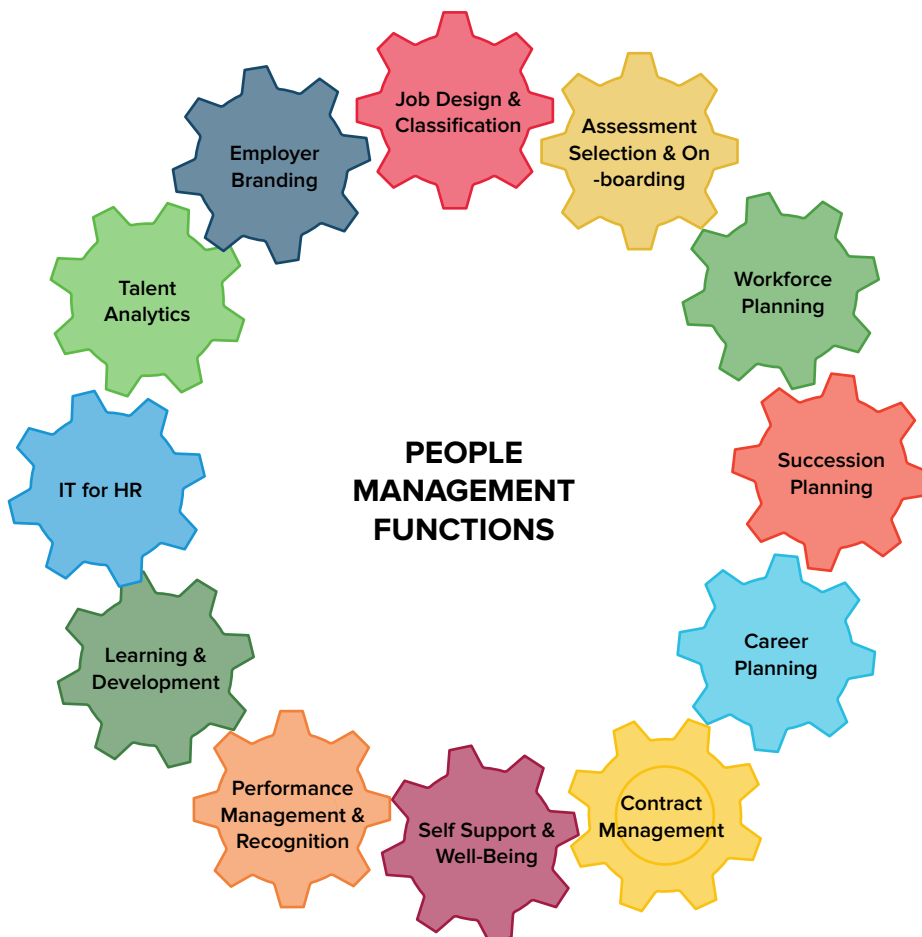 Job Design &
Classification
Assessment
Selection & On
-boarding
Workforce
Planning
Succession
Planning
Career
Planning
Contract
Management
Self Support &
Well-Being
Performance
Management &
Recognition
Learning &
Development
IT for HR
Talent
Analytics
Employer
Branding
PEOPLE
MANAGEMENT
FUNCTIONS